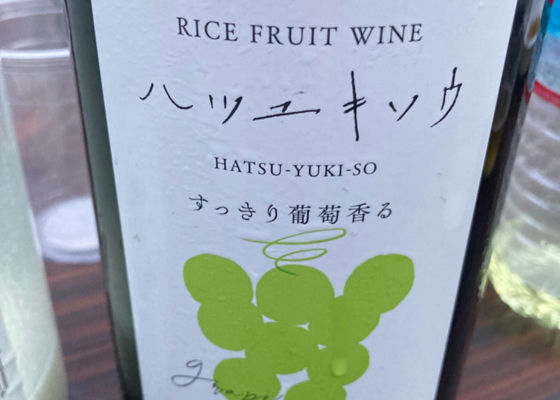 RICE FRUIT WINE
ハツユキソウ
HATSU-YUKI-SO
すっきり葡萄香る
grape